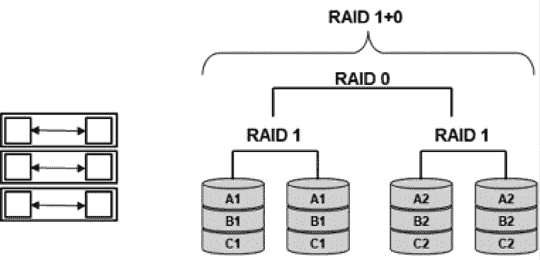 RAID 1+0
RAID 0
RAID 1 RAID 1
A1 A1 A2 A2
B1 B1 B2 B2
C1 C1 C2 C2